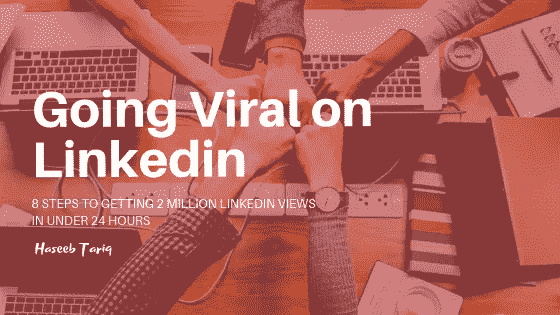 Going Viral on
Linkedin
8 STEPS TO GETTING 2 MILLION LINKEDIN VIEWS
IN UNDER 24 HOURS
Haseeb Tariq